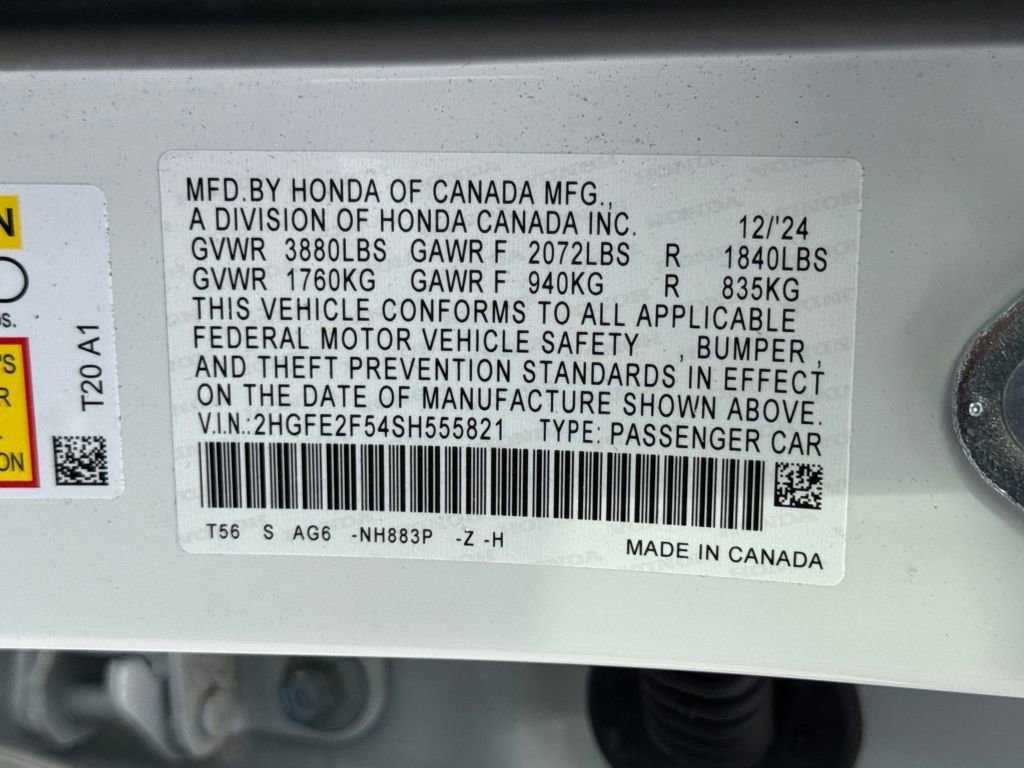 MFD.BY HONDA OF CANADA MFG.,
A DIVISION OF HONDA CANADA INC. 12/'24
GVWR 3880LBS GAWR F 2072LBS R 1840LBS
GVWR 1760KG GAWR F 940KG R 835KG
THIS VEHICLE CONFORMS TO ALL APPLICABLE
FEDERAL MOTOR VEHICLE SAFETY , BUMPER ,
AND THEFT PREVENTION STANDARDS IN EFFECT
ON THE DATE OF MANUFACTURE SHOWN ABOVE.
V.I.N.:2HGFE2F54SH555821 TYPE: PASSENGER CAR
T56 S AG6 -NH883P -Z -H
MADE IN CANADA
T20 A1